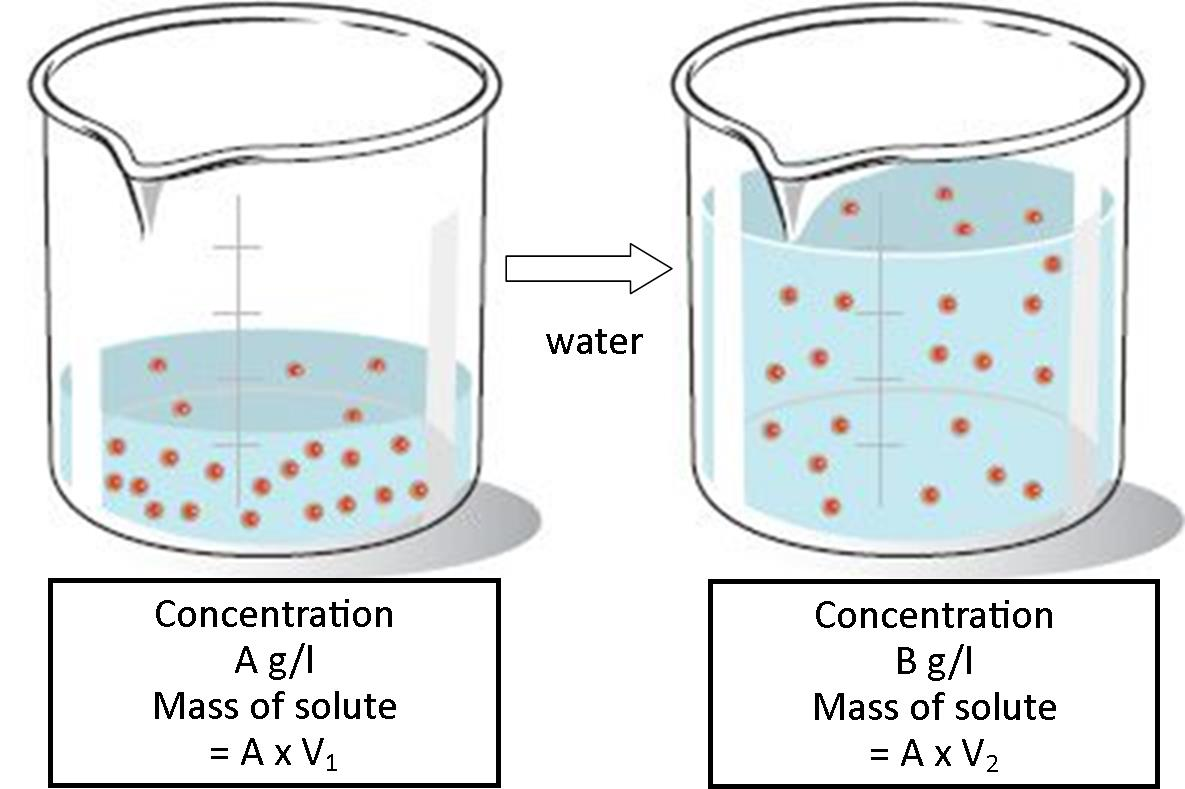 water
Concentration
A g/l
Mass of solute
= A x V₁
Concentration
B g/l
Mass of solute
= A x V₂